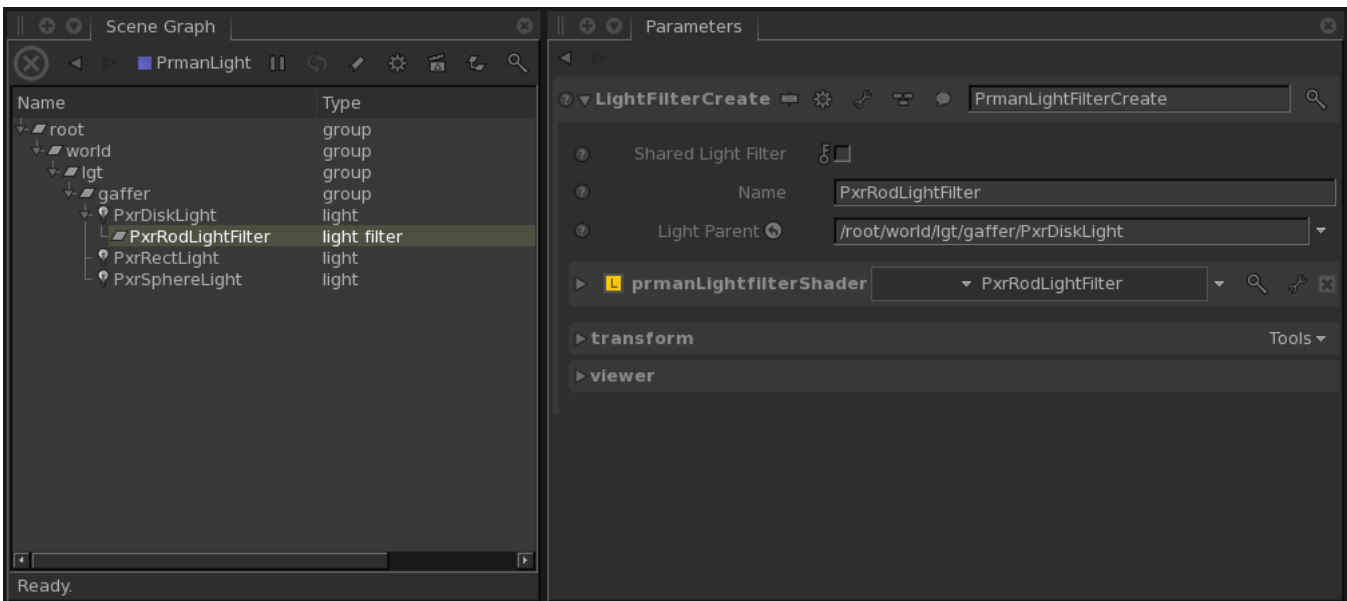 Scene Graph
PrmanLight
Name Type
root group
world group
lgt group
gaffer group
PxrDiskLight light
PxrRodLightFilter light filter
PxrRectLight light
PxrSphereLight light
Ready.
Parameters
LightFilterCreate PrmanLightFilterCreate
Shared Light Filter
Name PxrRodLightFilter
Light Parent /root/world/lgt/gaffer/PxrDiskLight
L prmanLightfilterShader PxrRodLightFilter
transform Tools
viewer